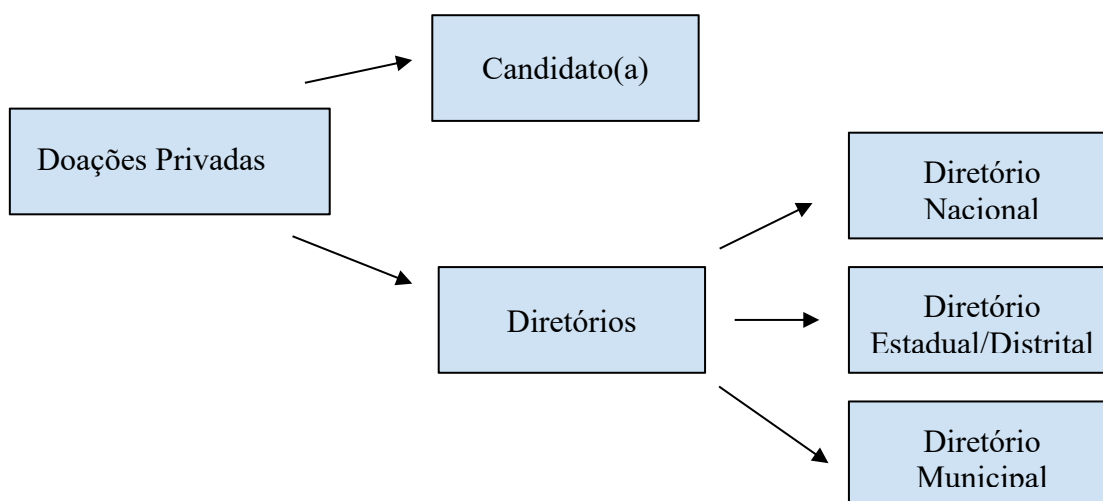 Candidato(a)
Doações Privadas
Diretório
Nacional
Diretórios
Diretório
Estadual/Distrital
Diretório
Municipal